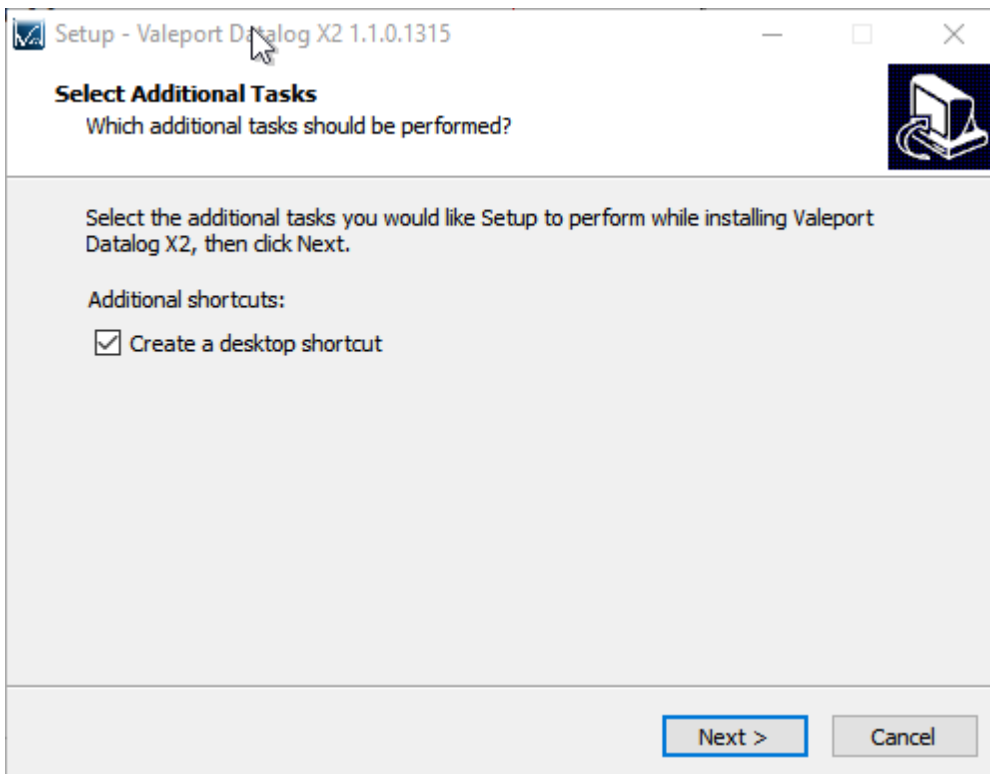 Setup - Valeport Datalog X2 1.1.0.1315
Select Additional Tasks
Which additional tasks should be performed?
Select the additional tasks you would like Setup to perform while installing Valeport
Datalog X2, then click Next.
Additional shortcuts:
Create a desktop shortcut
Next >
Cancel